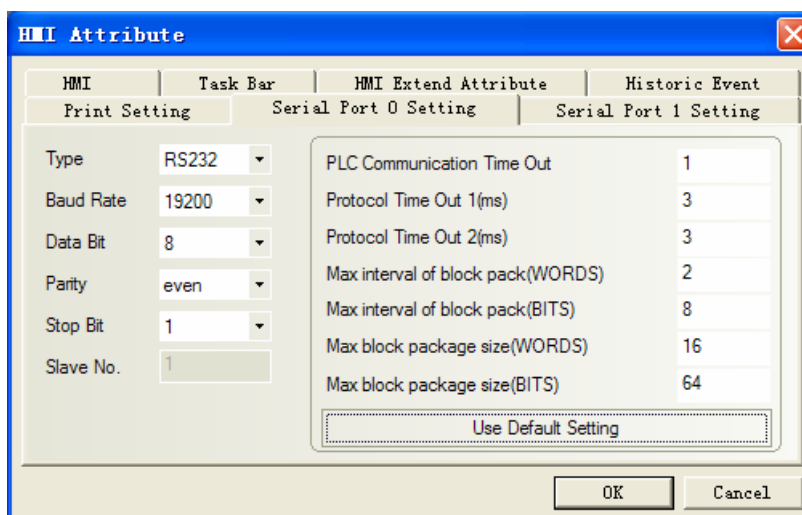 HMI Attribute
HMI Task Bar HMI Extend Attribute Historic Event
Print Setting Serial Port 0 Setting Serial Port 1 Setting
Type RS232
Baud Rate 19200
Data Bit 8
Parity even
Stop Bit 1
Slave No. 1
PLC Communication Time Out 1
Protocol Time Out 1(ms) 3
Protocol Time Out 2(ms) 3
Max interval of block pack(WORDS) 2
Max interval of block pack(BITS) 8
Max block package size(WORDS) 16
Max block package size(BITS) 64
Use Default Setting
OK Cancel